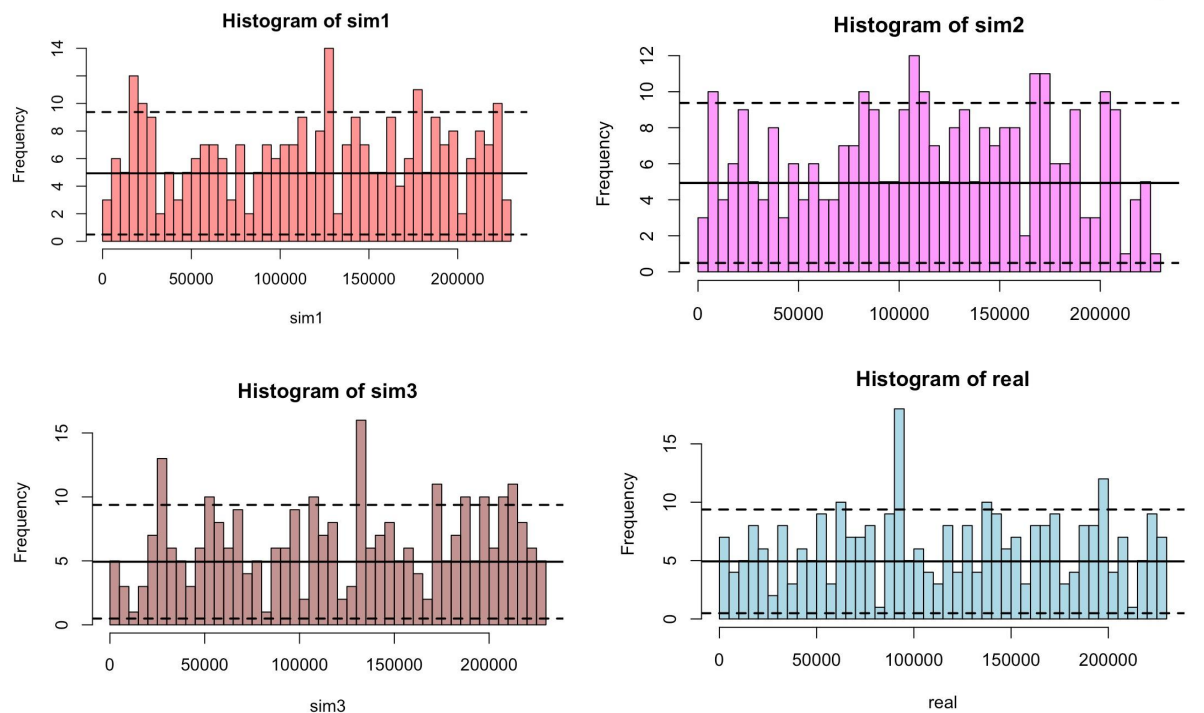 Histogram of sim1
Frequency
14
10
8
6
4
2
0
0 50000 100000 150000 200000
sim1
Histogram of sim2
Frequency
12
10
8
6
4
2
0
0 50000 100000 150000 200000
Histogram of sim3
Frequency
15
10
5
0
0 50000 100000 150000 200000
sim3
Histogram of real
Frequency
15
10
5
0
0 50000 100000 150000 200000
real